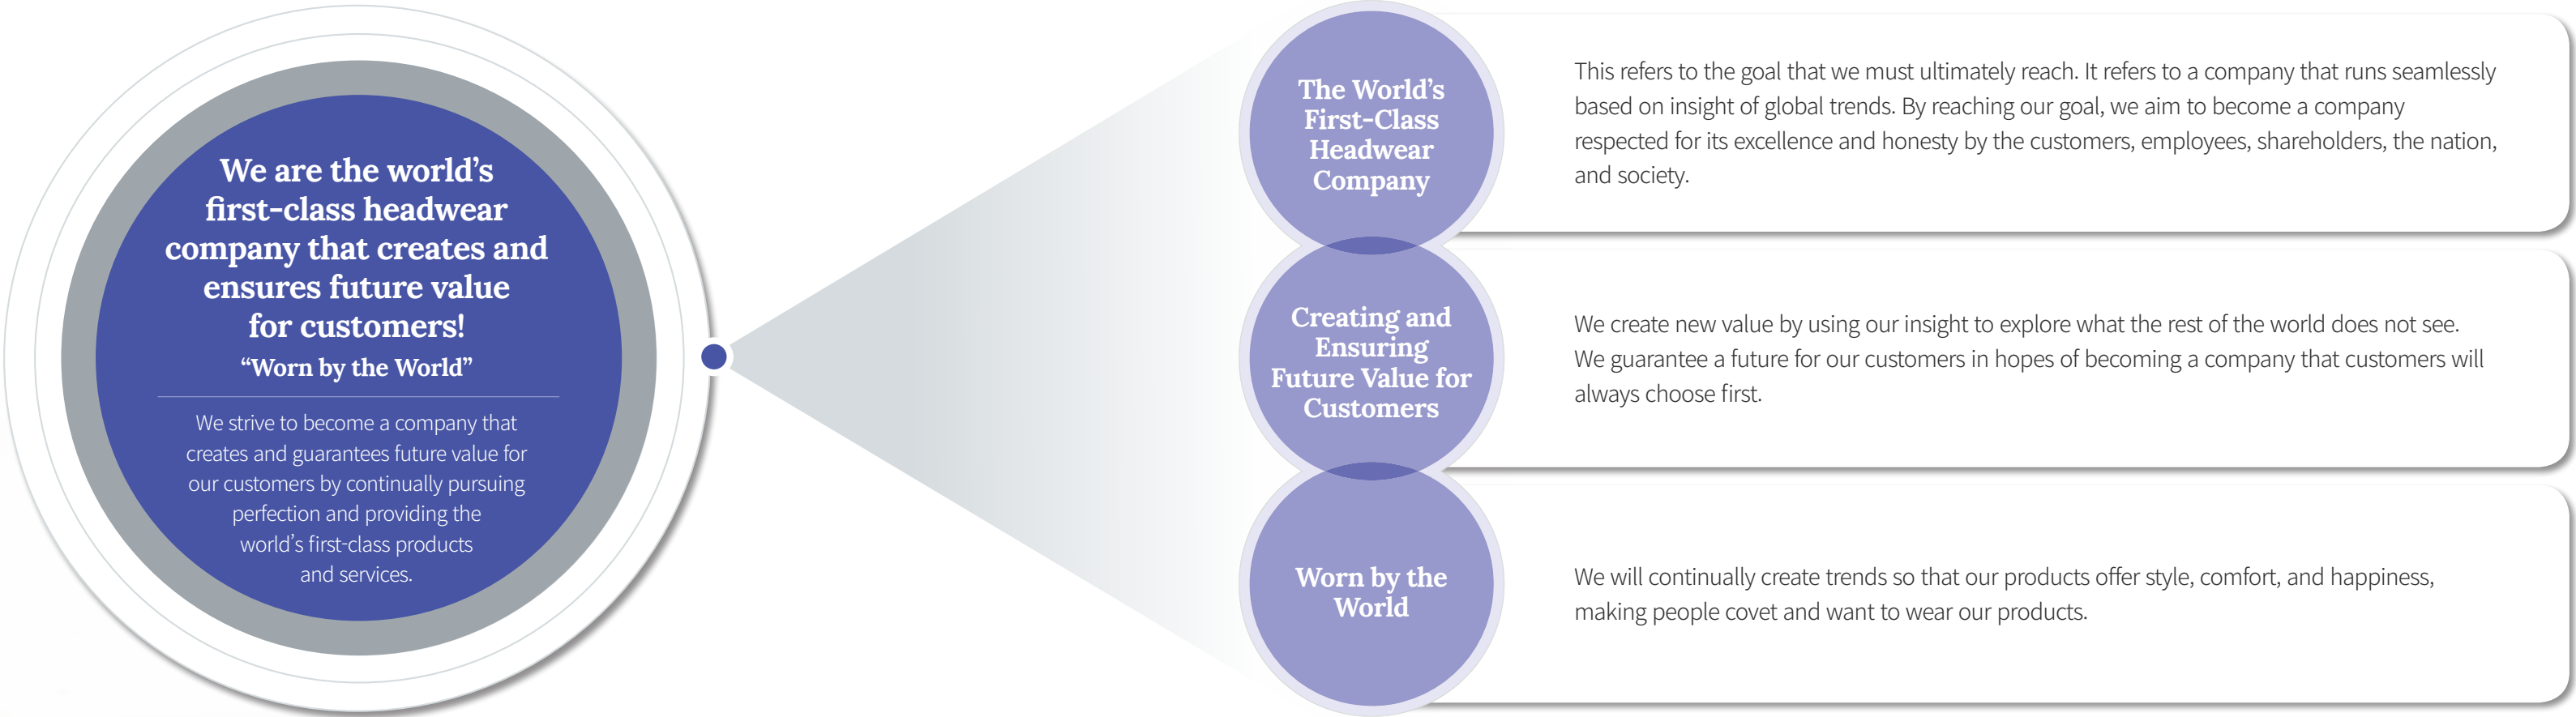 We are the world's
first-class headwear
company that creates and
ensures future value
for customers!
“Worn by the World”
We strive to become a company that
creates and guarantees future value for
our customers by continually pursuing
perfection and providing the
world's first-class products
and services.
The World's
First-Class
Headwear
Company
This refers to the goal that we must ultimately reach. It refers to a company that runs seamlessly
based on insight of global trends. By reaching our goal, we aim to become a company
respected for its excellence and honesty by the customers, employees, shareholders, the nation,
and society.
Creating and
Ensuring
Future Value for
Customers
We create new value by using our insight to explore what the rest of the world does not see.
We guarantee a future for our customers in hopes of becoming a company that customers will
always choose first.
Worn by the
World
We will continually create trends so that our products offer style, comfort, and happiness,
making people covet and want to wear our products.